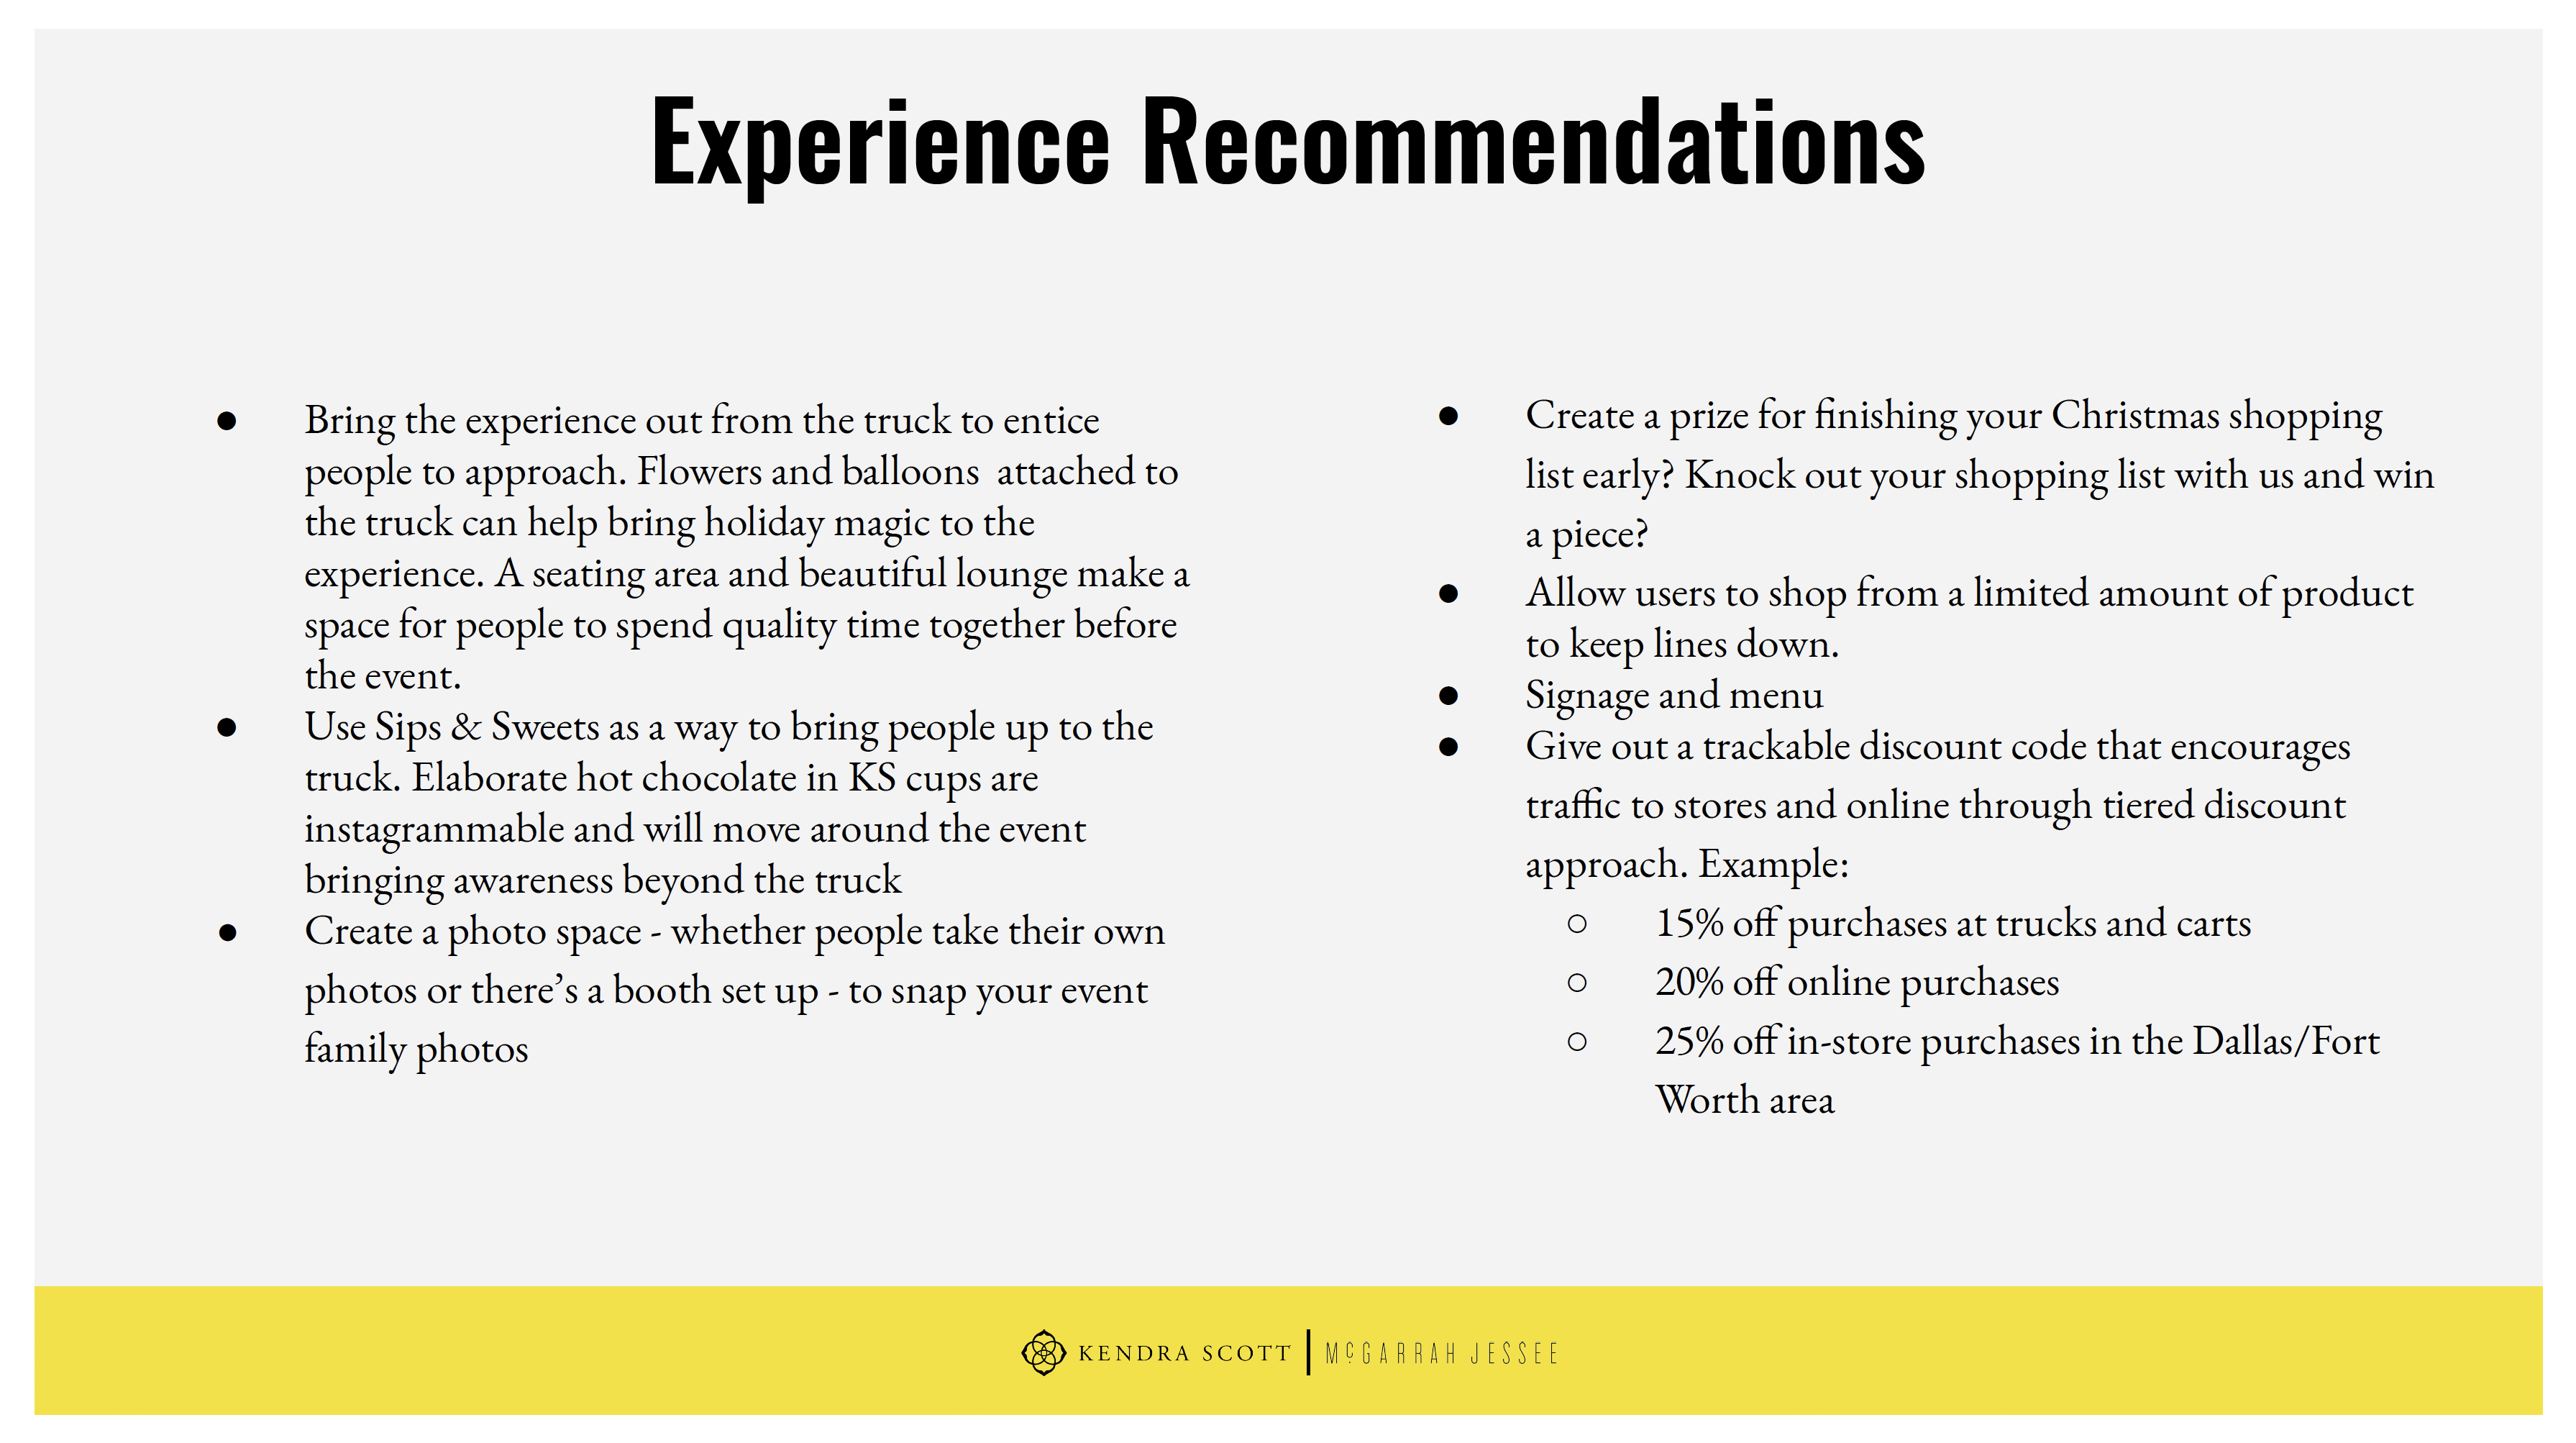 Experience Recommendations
● Bring the experience out from the truck to entice
people to approach. Flowers and balloons  attached to
the truck can help bring holiday magic to the
experience. A seating area and beautiful lounge make a
space for people to spend quality time together before
the event.
● Use Sips & Sweets as a way to bring people up to the
truck. Elaborate hot chocolate in KS cups are
instagrammable and will move around the event
bringing awareness beyond the truck
● Create a photo space - whether people take their own
photos or there’s a booth set up - to snap your event
family photos
● Create a prize for finishing your Christmas shopping
list early? Knock out your shopping list with us and win
a piece?
● Allow users to shop from a limited amount of product
to keep lines down.
● Signage and menu
● Give out a trackable discount code that encourages
traffic to stores and online through tiered discount
approach. Example:
○ 15% off purchases at trucks and carts
○ 20% off online purchases
○ 25% off in-store purchases in the Dallas/Fort
Worth area
KENDRA SCOTT | McGARRAH JESSEE